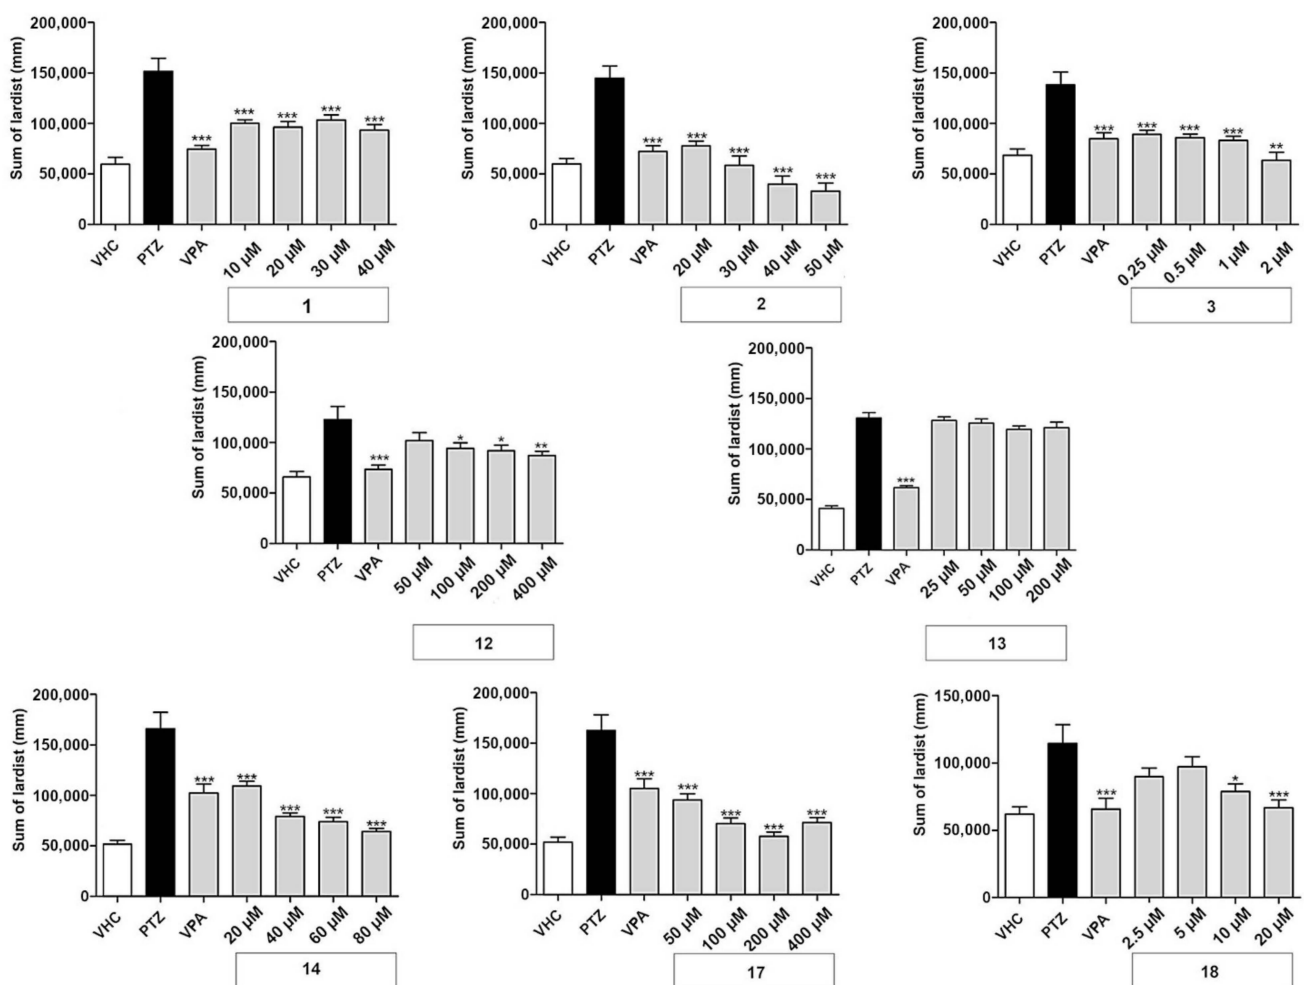 Sum of lardist (mm)
200,000
150,000
100,000
50,000
0
*** *** *** *** ***
VHC PTZ VPA 10 µM 20 µM 30 µM 40 µM
1
Sum of lardist (mm)
200,000
150,000
100,000
50,000
0
*** *** *** *** ***
VHC PTZ VPA 20 µM 30 µM 40 µM 50 µM
2
Sum of lardist (mm)
200,000
150,000
100,000
50,000
0
*** *** *** *** **
VHC PTZ VPA 0.25 µM 0.5 µM 1 µM 2 µM
3
Sum of lardist (mm)
200,000
150,000
100,000
50,000
0
*** * * **
VHC PTZ VPA 50 µM 100 µM 200 µM 400 µM
12
Sum of lardist (mm)
200,000
150,000
100,000
50,000
0
***
VHC PTZ VPA 25 µM 50 µM 100 µM 200 µM
13
Sum of lardist (mm)
200,000
150,000
100,000
50,000
0
*** *** *** *** ***
VHC PTZ VPA 20 µM 40 µM 60 µM 80 µM
14
Sum of lardist (mm)
200,000
150,000
100,000
50,000
0
*** *** *** *** ***
VHC PTZ VPA 50 µM 100 µM 200 µM 400 µM
17
Sum of lardist (mm)
150,000
100,000
50,000
0
*** * ***
VHC PTZ VPA 2.5 µM 5 µM 10 µM 20 µM
18